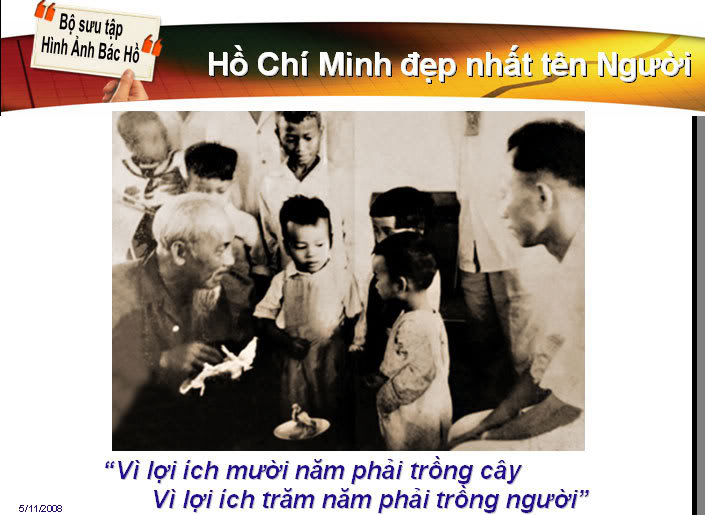 Bộ sưu tập
Hình Ảnh Bác Hồ
Hồ Chí Minh đẹp nhất tên Người
“Vì lợi ích mười năm phải trồng cây
Vì lợi ích trăm năm phải trồng người”
5/11/2008